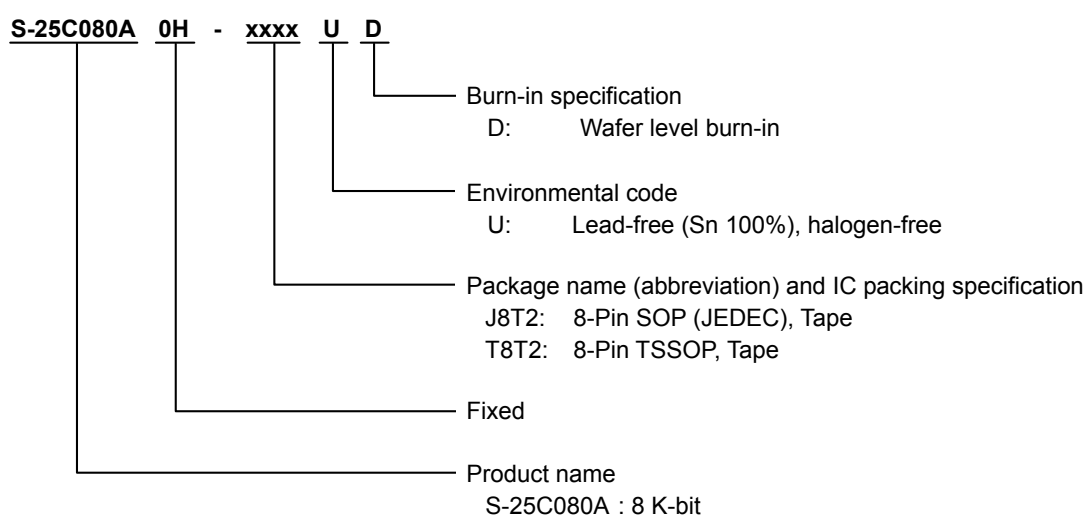 S-25C080A 0H - xxxx U D
Burn-in specification
D: Wafer level burn-in
Environmental code
U: Lead-free (Sn 100%), halogen-free
Package name (abbreviation) and IC packing specification
J8T2: 8-Pin SOP (JEDEC), Tape
T8T2: 8-Pin TSSOP, Tape
Fixed
Product name
S-25C080A : 8 K-bit